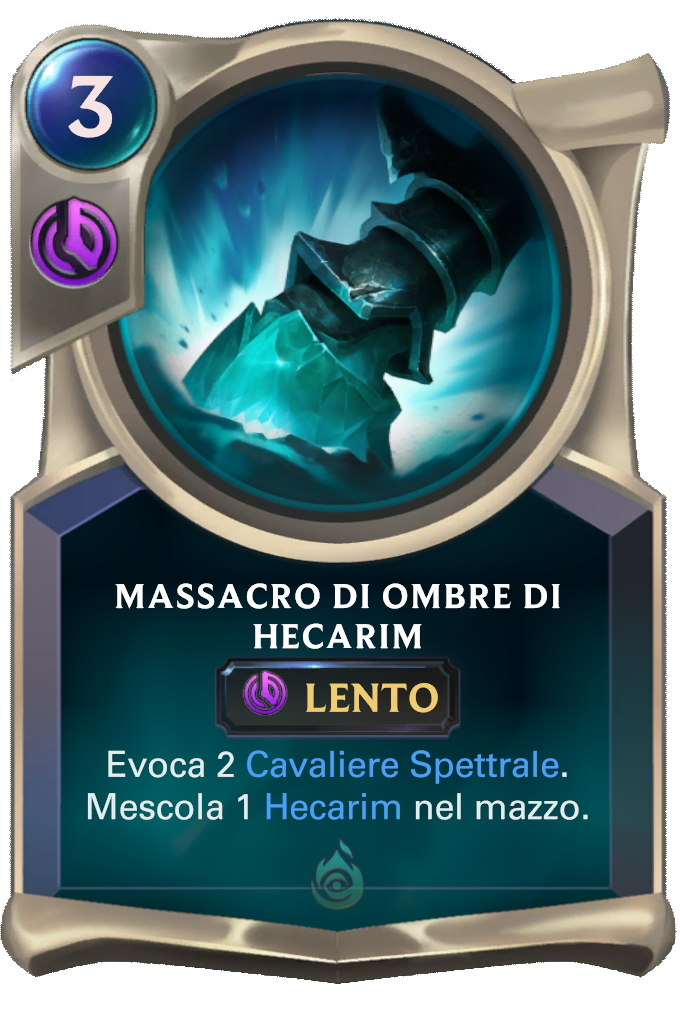 3
MASSACRO DI OMBRE DI
HECARIM
LENTO
Evoca 2 Cavaliere Spettrale.
Mescola 1 Hecarim nel mazzo.